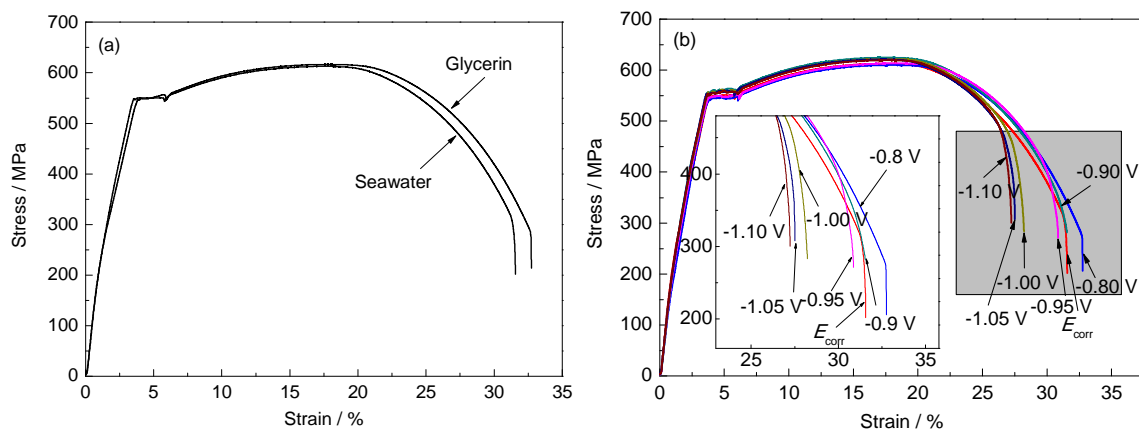 (a)
Glycerin
Seawater
700
600
500
400
300
200
100
0
0 5 10 15 20 25 30 35
Stress / MPa
Strain / %
(b)
700
600
500
400
300
200
100
0
0 5 10 15 20 25 30 35
Stress / MPa
Strain / %
400
300
200
25 30 35
-0.8 V
-1.00 V
-1.10 V
-1.05 V
-0.95 V
-0.9 V
Ecorr
-1.10 V
-0.90 V
-1.00 V
-0.80 V
-1.05 V
-0.95 V
Ecorr